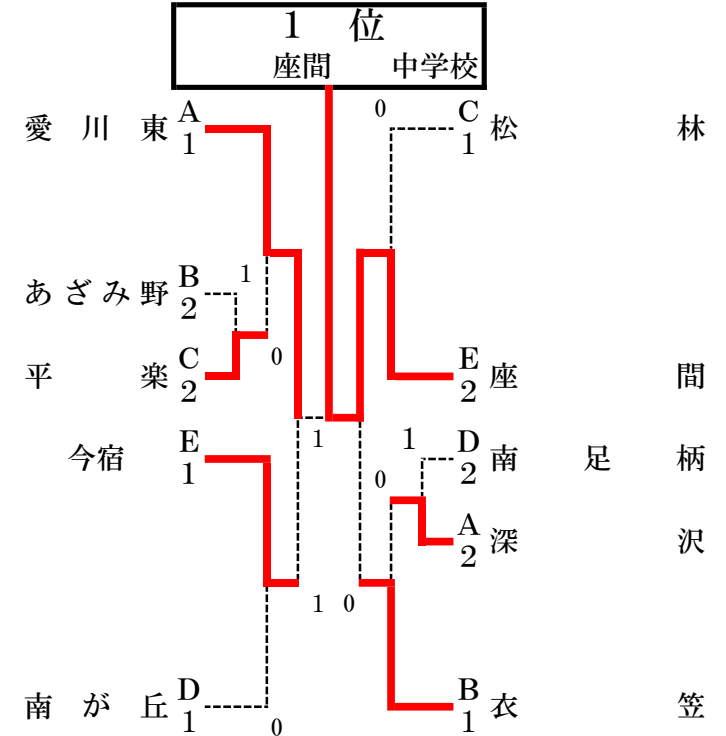 1 位
座間 中学校
愛川東 A 1
0
C 1 松林
あざみ野 B 2
1
平楽 C 2
0
E 2 座間
今宿 E 1
1
1
D 2 南足柄
0
A 2 深沢
1 0
南が丘 D 1
0
B 1 衣笠